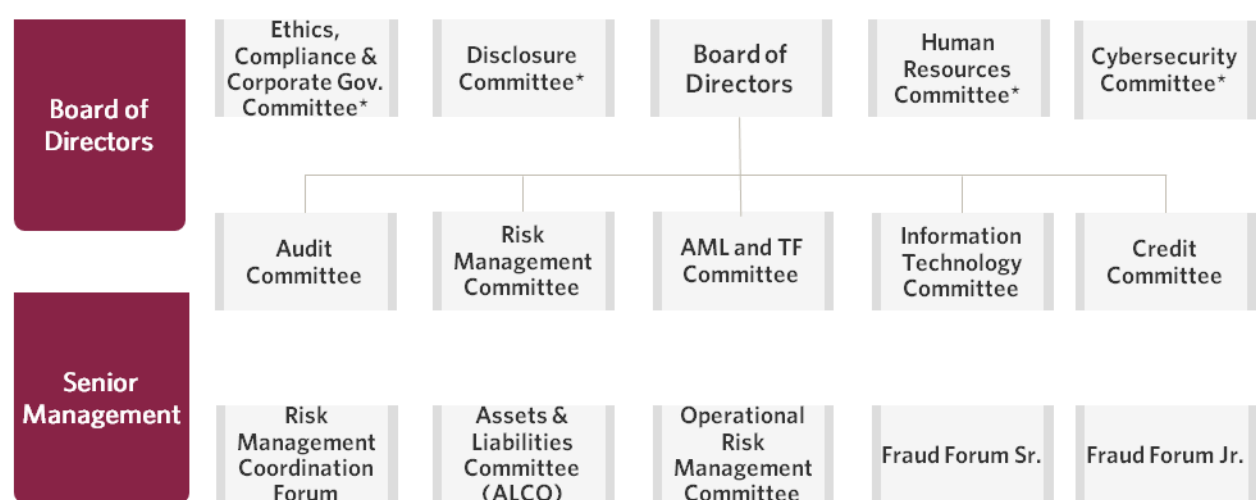 Board of
Directors
Ethics,
Compliance &
Corporate Gov.
Committee*
Disclosure
Committee*
Board of
Directors
Human
Resources
Committee*
Cybersecurity
Committee*
Audit
Committee
Risk
Management
Committee
AML and TF
Committee
Information
Technology
Committee
Credit
Committee
Senior
Management
Risk
Management
Coordination
Forum
Assets &
Liabilities
Committee
(ALCO)
Operational
Risk
Management
Committee
Fraud Forum Sr.
Fraud Forum Jr.